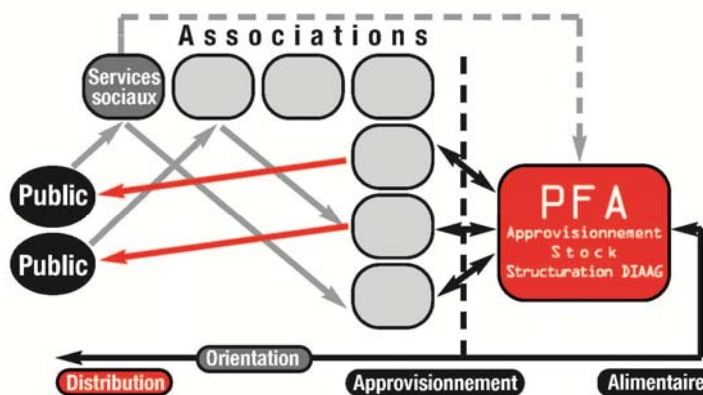 Associations
Services
sociaux
Public
Public
PFA
Approvisionnement
Stock
Structuration DIAAG
Orientation
Distribution
Approvisionnement
Alimentaire